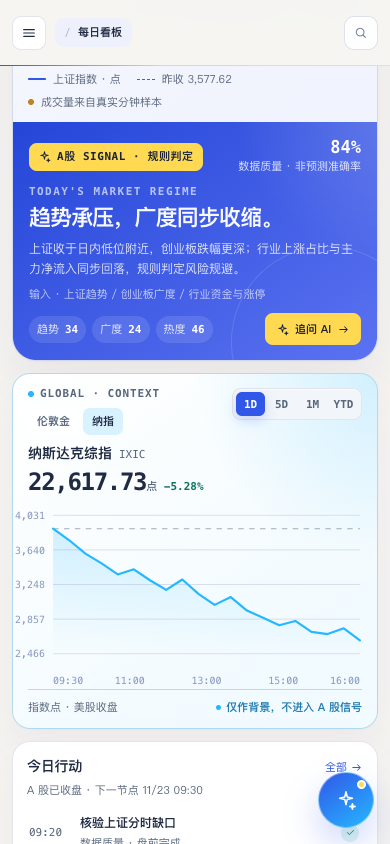 / 每日看板
上证指数 · 点 昨收 3,577.62
成交量来自真实分钟样本
A股 SIGNAL · 规则判定
84%
数据质量 · 非预测准确率
TODAY'S MARKET REGIME
趋势承压，广度同步收缩。
上证收于日内低位附近，创业板跌幅更深；行业上涨占比与主
力净流入同步回落，规则判定风险规避。
输入 · 上证趋势 / 创业板广度 / 行业资金与涨停
趋势 34 广度 24 热度 46 追问 AI →
GLOBAL · CONTEXT
1D 5D 1M YTD
伦敦金 纳指
纳斯达克综指 IXIC
22,617.73点 −5.28%
4,031
3,640
3,248
2,857
2,466
09:30 11:00 13:00 15:00 16:00
指数点 · 美股收盘 仅作背景，不进入 A 股信号
今日行动 全部 →
A 股已收盘 · 下一节点 11/23 09:30
09:20 核验上证分时缺口
数据质量 · 盘前完成